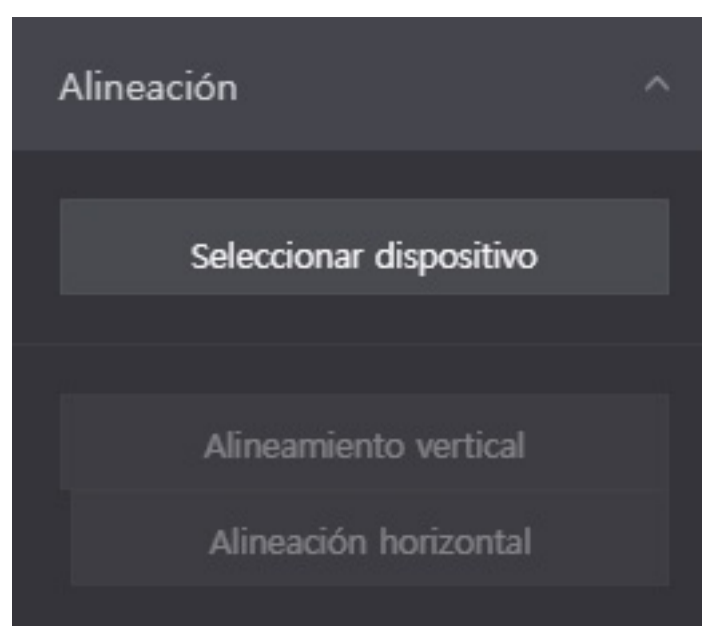 Alineación
Seleccionar dispositivo
Alineamiento vertical
Alineación horizontal